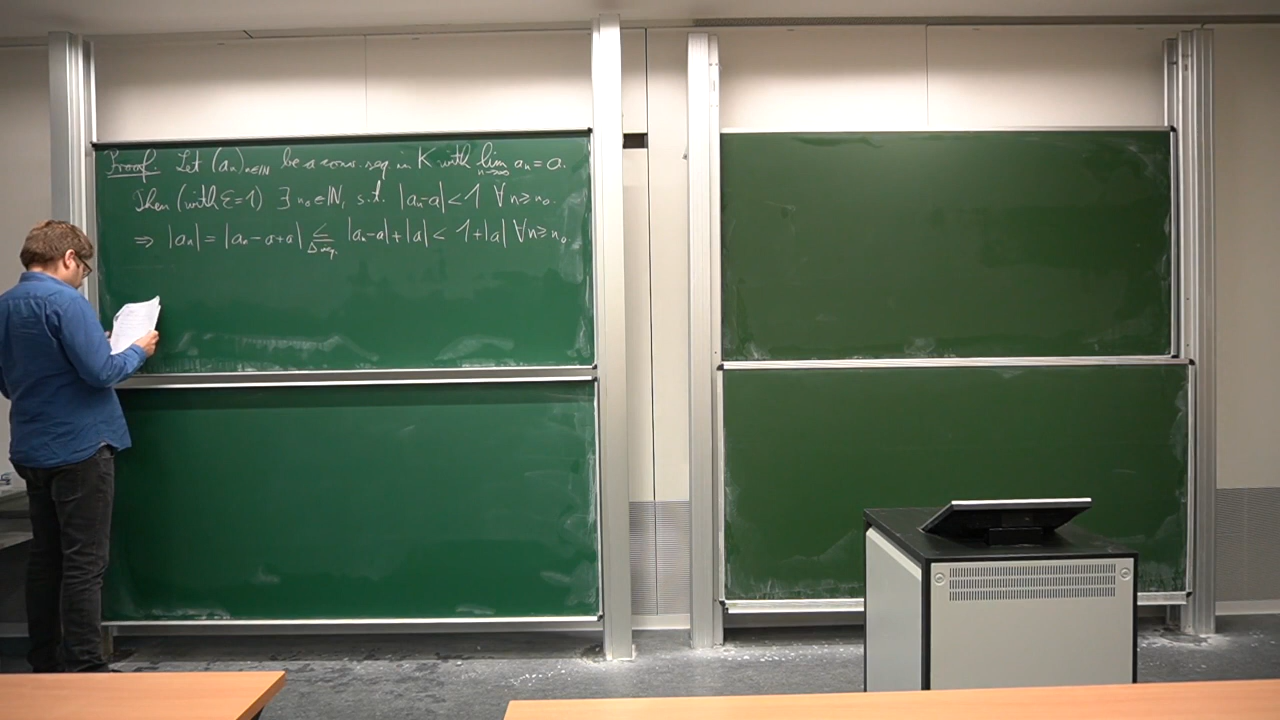 Proof. Let (aₙ)ₙ∈ℕ be a conv. seq. in K with lim n→∞ aₙ = a.
Then (with ε=1) ∃ n₀∈ℕ, s.t. |aₙ-a| < 1 ∀ n ≥ n₀.
⇒ |aₙ| = |aₙ - a + a| ≤ Δ ineq. |aₙ-a| + |a| < 1 + |a| ∀ n ≥ n₀